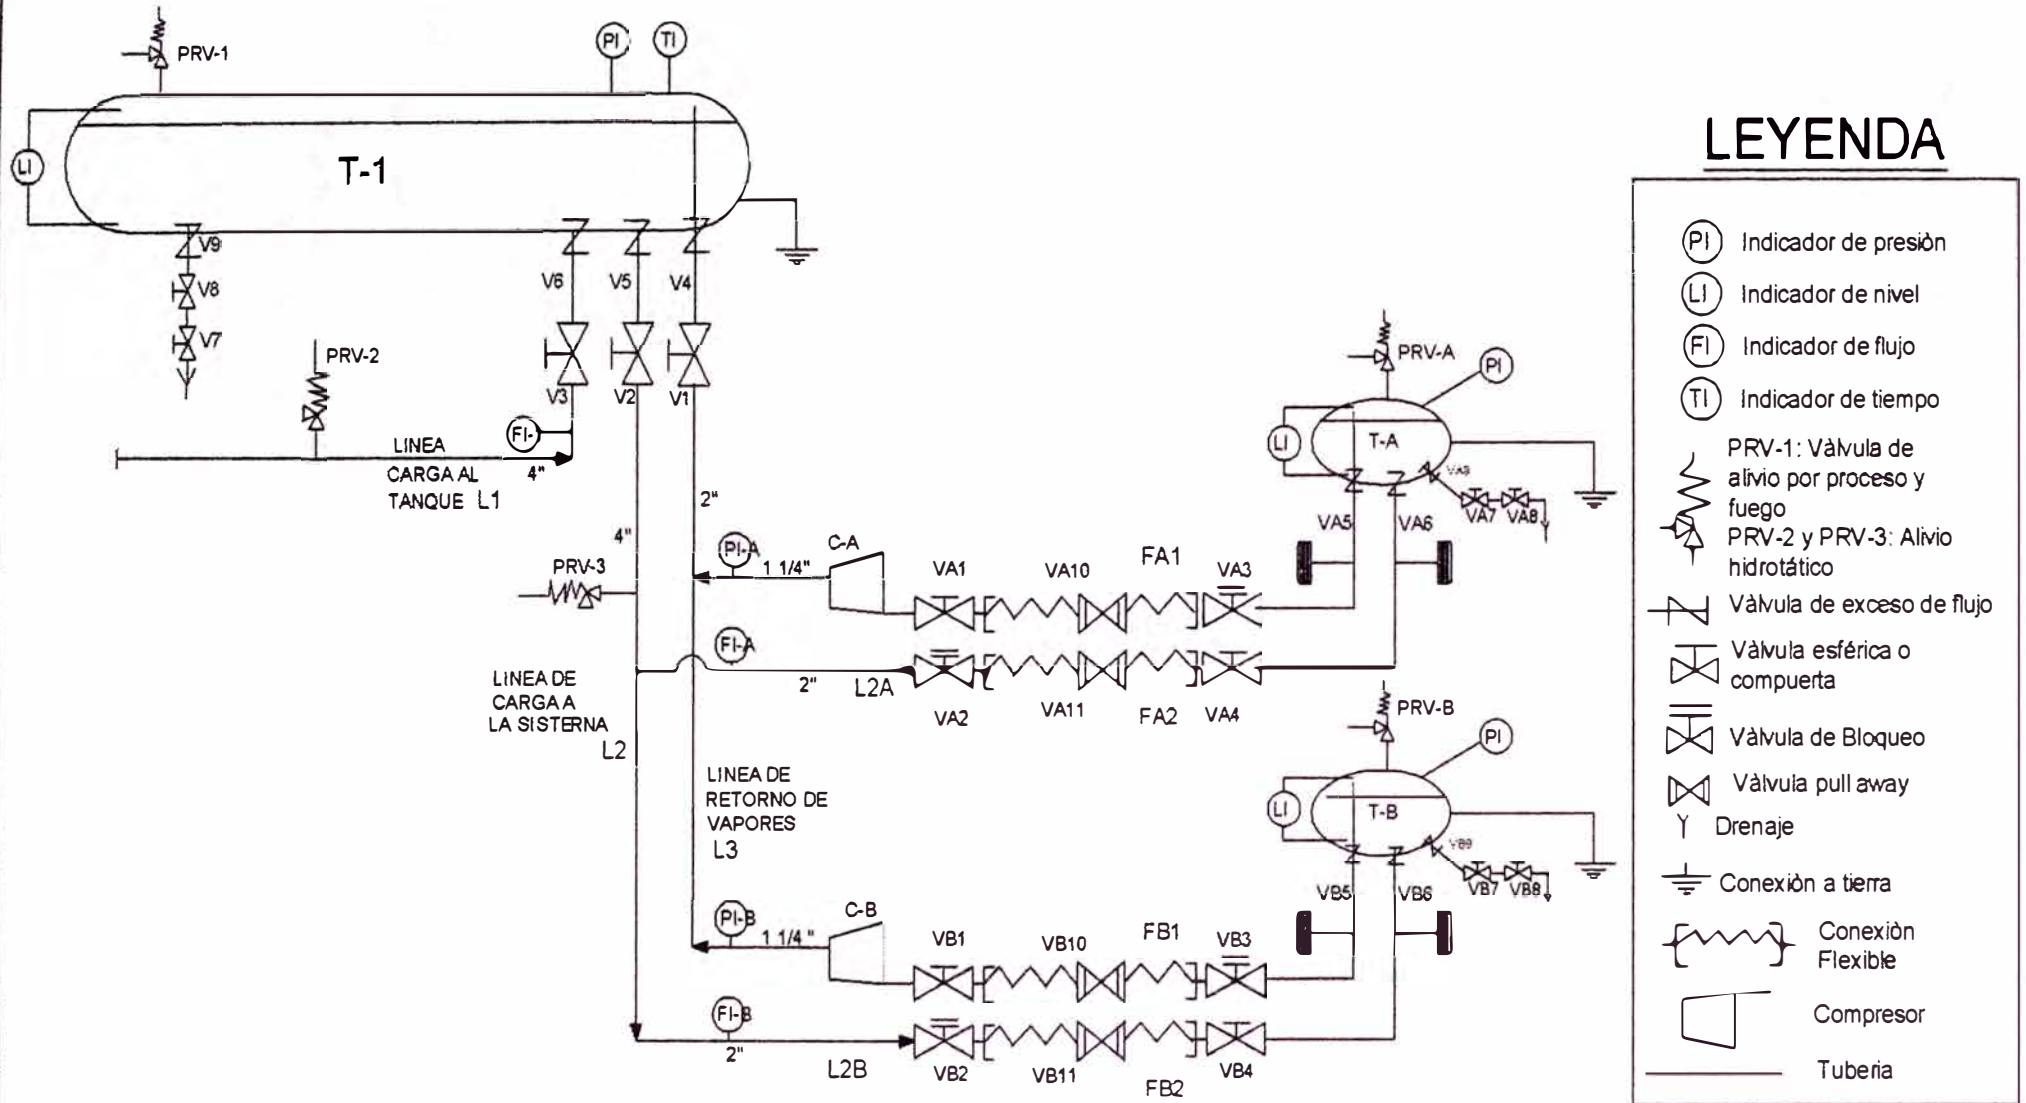 PRV-1
PI
TI
LI
T-1
V9
V8
V7
V6
V5
V4
PRV-2
V3
V2
V1
FI-
LINEA
CARGA AL
TANQUE L1
4"
2"
4"
PRV-3
PI-A
1 1/4"
C-A
VA1
VA10
FA1
VA3
FI-A
2"
L2A
VA2
VA11
FA2
VA4
PRV-A
PI
LI
T-A
VA9
VA7
VA8
VA5
VA6
LINEA DE
CARGA A
LA SISTERNA
L2
LINEA DE
RETORNO DE
VAPORES
L3
PRV-B
PI
LI
T-B
VB9
VB7
VB8
VB5
VB6
PI-B
1 1/4"
C-B
VB1
VB10
FB1
VB3
FI-B
2"
L2B
VB2
VB11
FB2
VB4
LEYENDA
PI Indicador de presiòn
LI Indicador de nivel
FI Indicador de flujo
TI Indicador de tiempo
PRV-1: Vàlvula de
alivio por proceso y
fuego
PRV-2 y PRV-3: Alivio
hidrotático
Vàlvula de exceso de flujo
Vàlvula esférica o
compuerta
Vàlvula de Bloqueo
Vàlvula pull away
Drenaje
Conexiòn a tierra
Conexiòn
Flexible
Compresor
Tuberia